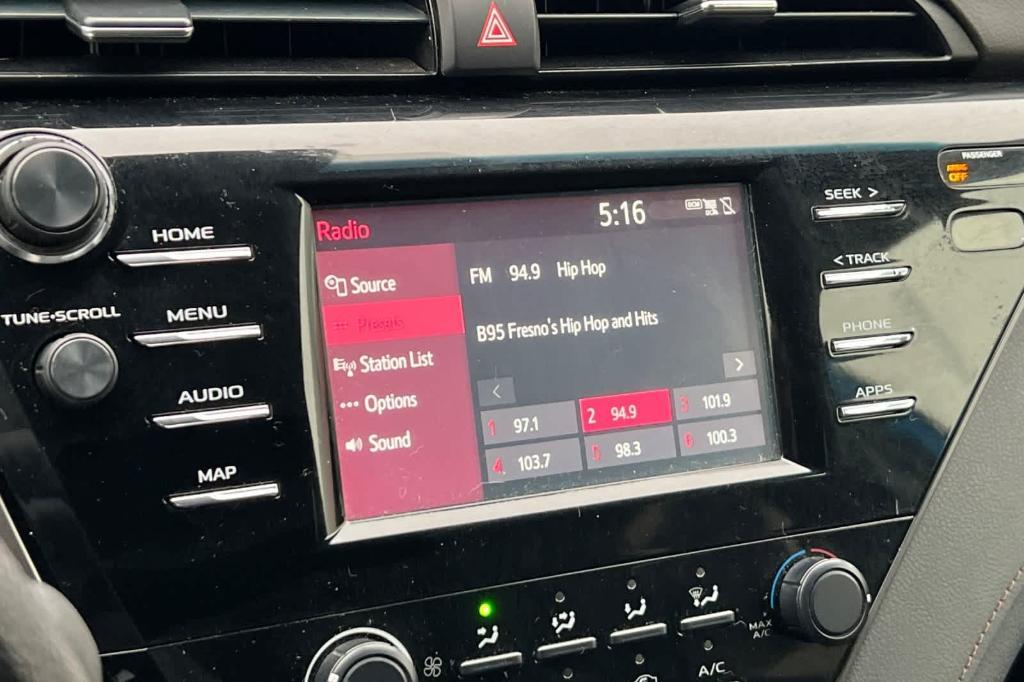 PASSENGER
AIRBAG
OFF
SEEK >
< TRACK
PHONE
APPS
HOME
TUNE•SCROLL
MENU
AUDIO
MAP
Radio
5:16
Source
Presets
Station List
Options
Sound
FM 94.9 Hip Hop
B95 Fresno's Hip Hop and Hits
< >
1 97.1
2 94.9
3 101.9
4 103.7
5 98.3
6 100.3
MAX
A/C
A/C